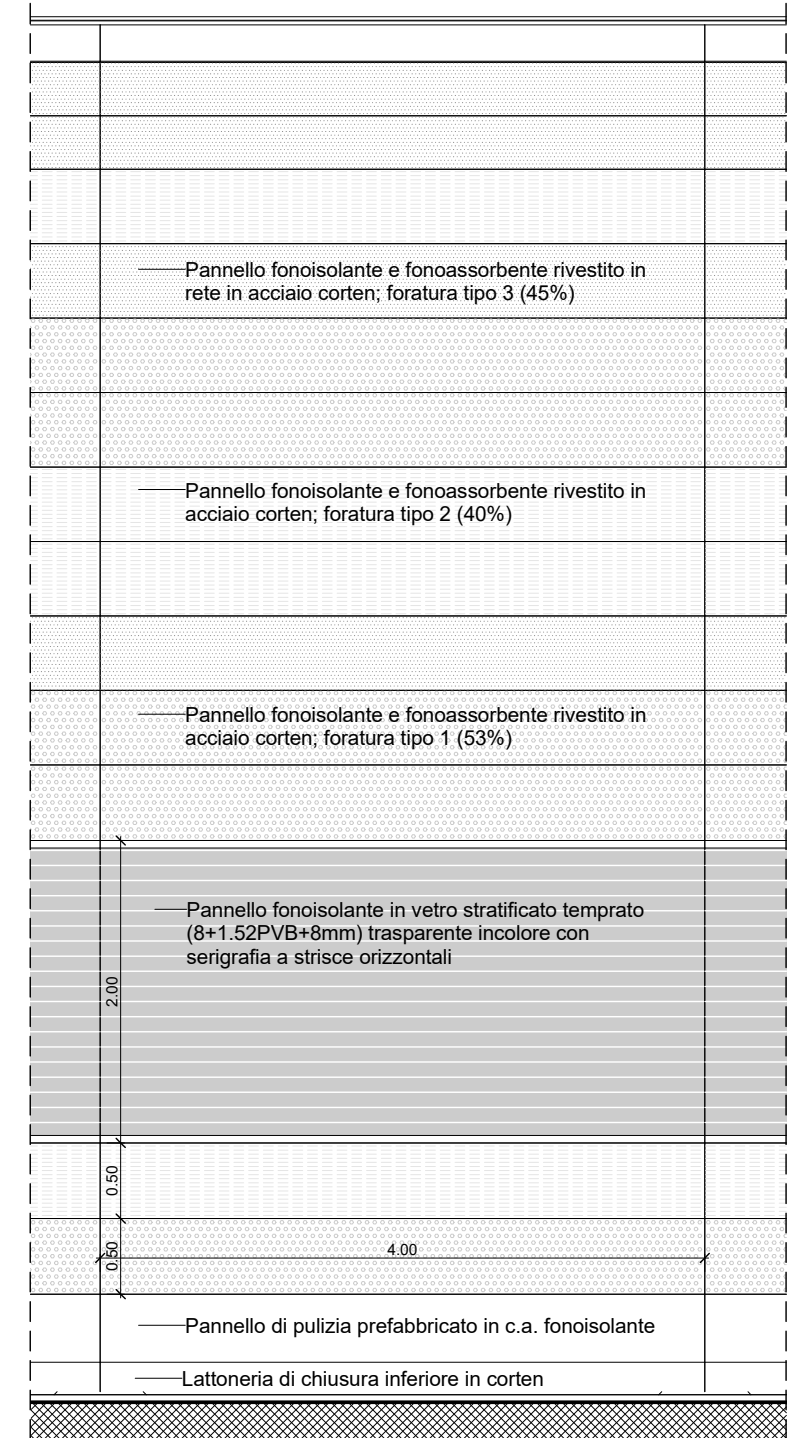 Pannello fonoisolante e fonoassorbente rivestito in
rete in acciaio corten; foratura tipo 3 (45%)
Pannello fonoisolante e fonoassorbente rivestito in
acciaio corten; foratura tipo 2 (40%)
Pannello fonoisolante e fonoassorbente rivestito in
acciaio corten; foratura tipo 1 (53%)
Pannello fonoisolante in vetro stratificato temprato
(8+1.52PVB+8mm) trasparente incolore con
serigrafia a strisce orizzontali
2.00
0.50
0.50
4.00
Pannello di pulizia prefabbricato in c.a. fonoisolante
Lattoneria di chiusura inferiore in corten